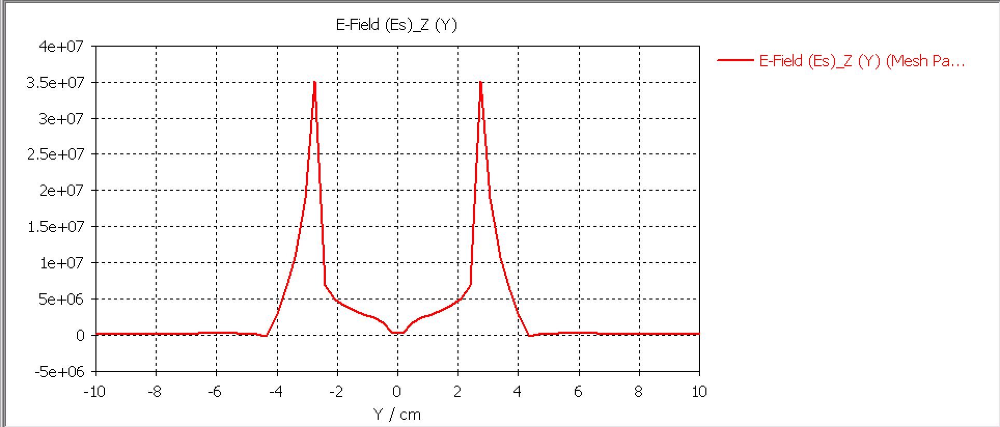 E-Field (Es)_Z (Y)
4e+07
3.5e+07
3e+07
2.5e+07
2e+07
1.5e+07
1e+07
5e+06
0
-5e+06
-10 -8 -6 -4 -2 0 2 4 6 8 10
Y / cm
E-Field (Es)_Z (Y) (Mesh Pa...